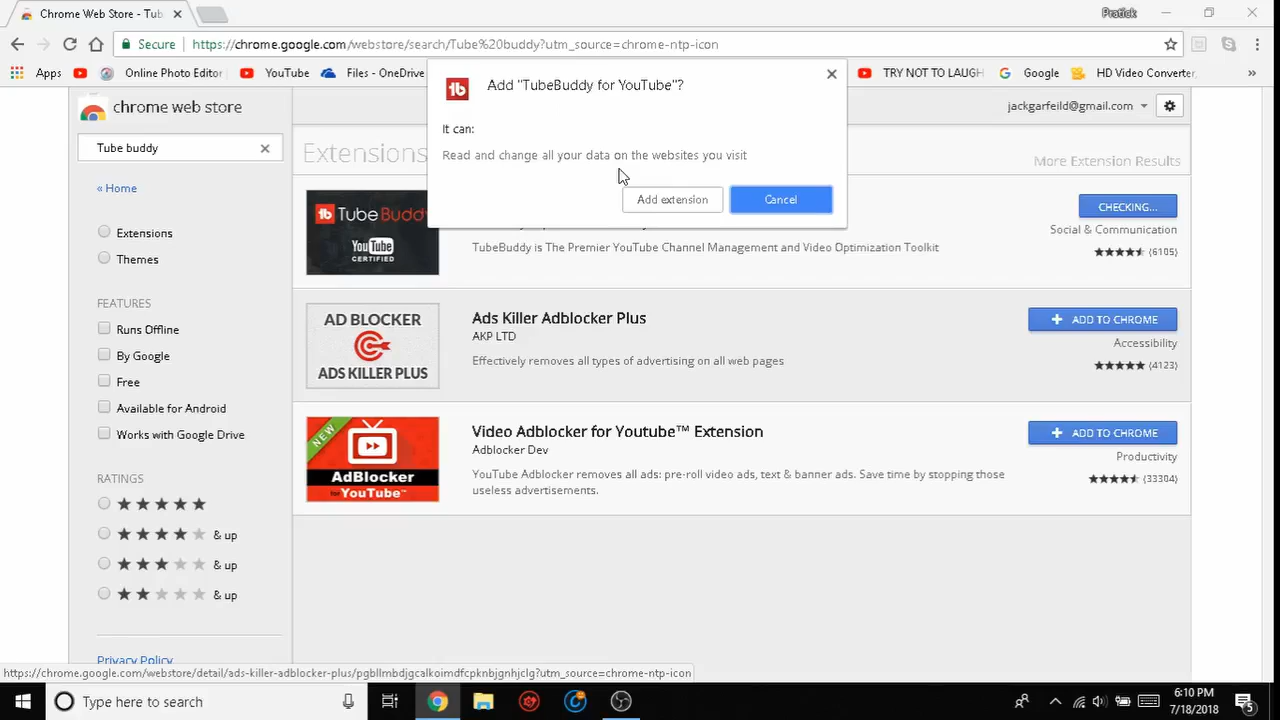 Chrome Web Store - Tub
Pratick
Secure
https://chrome.google.com/webstore/search/Tube%20buddy?utm_source=chrome-ntp-icon
Apps
Online Photo Editor
YouTube
Files - OneDrive
TRY NOT TO LAUGH
Google
HD Video Converter
»
chrome web store
jackgarfeild@gmail.com
Add "TubeBuddy for YouTube"?
It can:
Read and change all your data on the websites you visit
Add extension
Cancel
Tube buddy
Extensions
More Extension Results
« Home
Extensions
Themes
FEATURES
Runs Offline
By Google
Free
Available for Android
Works with Google Drive
RATINGS
& up
& up
& up
Privacy Policy
TubeBuddy
YouTube
CERTIFIED
TubeBuddy is The Premier YouTube Channel Management and Video Optimization Toolkit
CHECKING...
Social & Communication
(6105)
AD BLOCKER
ADS KILLER PLUS
Ads Killer Adblocker Plus
AKP LTD
Effectively removes all types of advertising on all web pages
+ ADD TO CHROME
Accessibility
(4123)
NEW
AdBlocker
for YouTube™
Video Adblocker for Youtube™ Extension
Adblocker Dev
YouTube Adblocker removes all ads: pre-roll video ads, text & banner ads. Save time by stopping those
useless advertisements.
+ ADD TO CHROME
Productivity
(33304)
https://chrome.google.com/webstore/detail/ads-killer-adblocker-plus/pgbllmbdjgcalkoimdfcpknbjgnhjclg?utm_source=chrome-ntp-icon
Type here to search
6:10 PM
7/18/2018
5